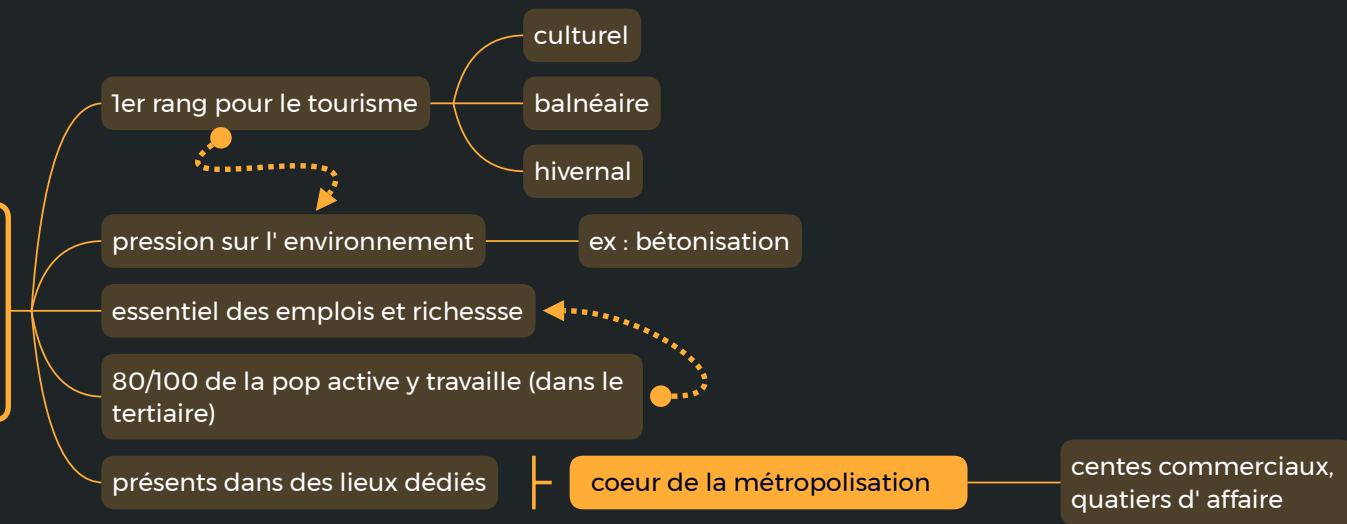 culturel
1er rang pour le tourisme
balnéaire
hivernal
pression sur l' environnement
ex : bétonisation
essentiel des emplois et richessse
80/100 de la pop active y travaille (dans le
tertiaire)
présents dans des lieux dédiés
coeur de la métropolisation
centes commerciaux,
quatiers d' affaire